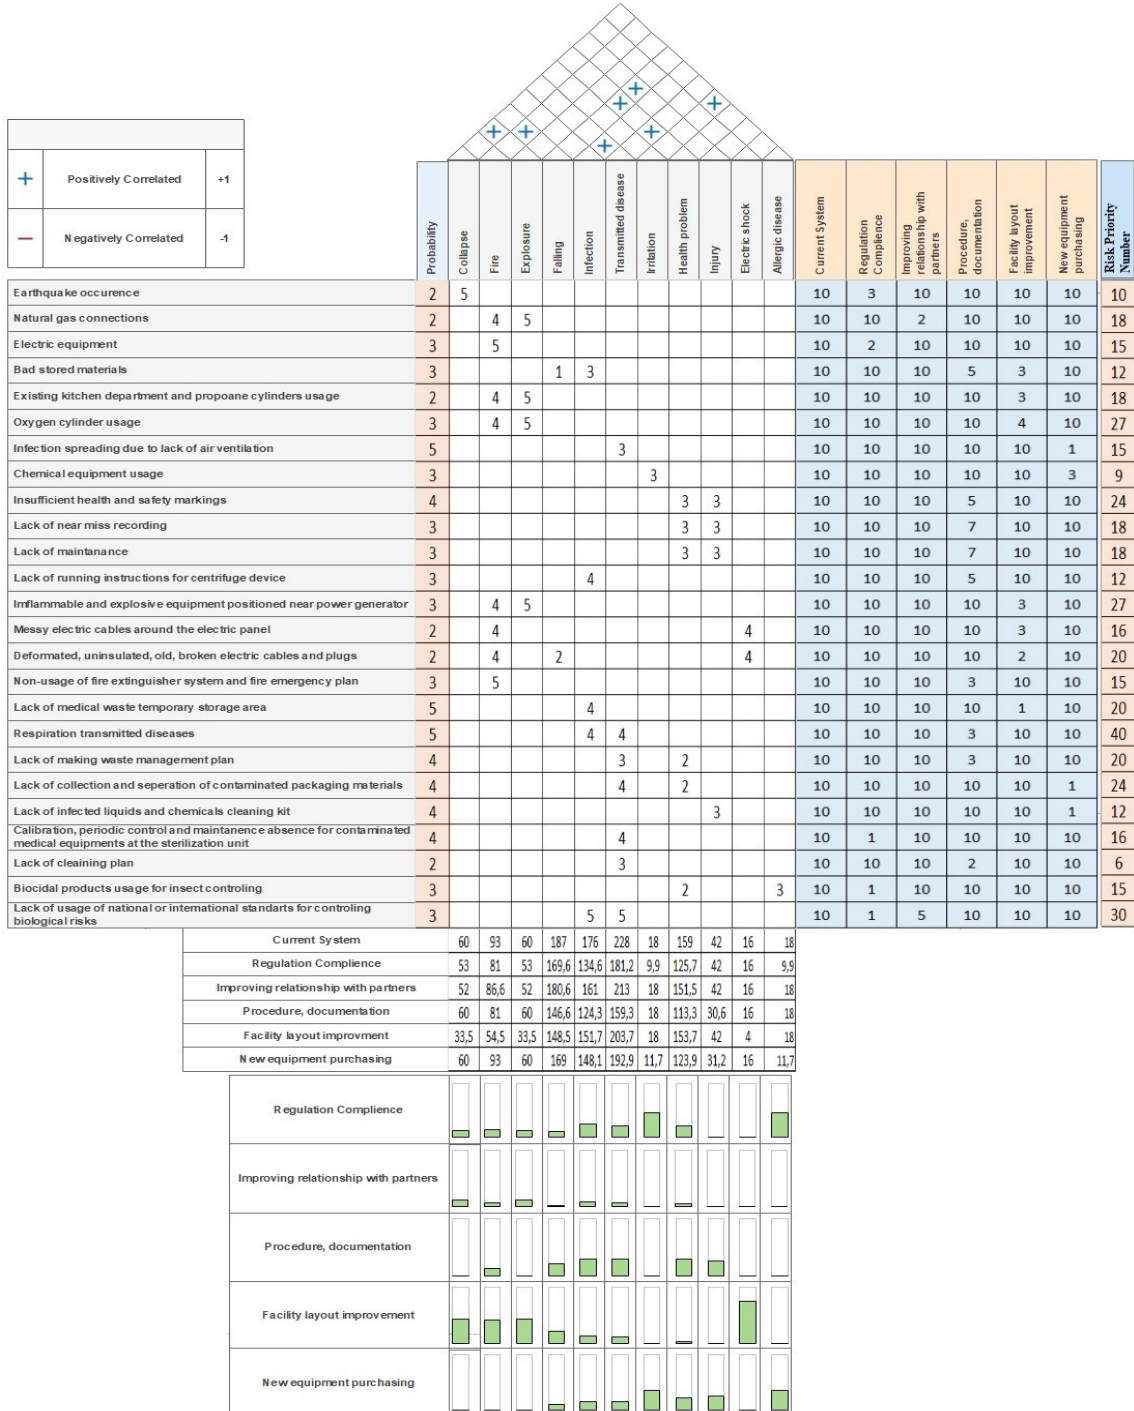 + Positively Correlated +1
— Negatively Correlated -1
Probability
Collapse
Fire
Explosure
Falling
Infection
Transmitted disease
Irritation
Health problem
Injury
Electric shock
Allergic disease
Current System
Regulation
Complience
Improving
relationship with
partners
Procedure,
documentation
Facility layout
improvement
New equipment
purchasing
Risk Priority
Number
Earthquake occurence 2 5 10 3 10 10 10 10 10
Natural gas connections 2 4 5 10 10 2 10 10 10 18
Electric equipment 3 5 10 2 10 10 10 10 15
Bad stored materials 3 1 3 10 10 10 5 3 10 12
Existing kitchen department and propoane cylinders usage 2 4 5 10 10 10 10 3 10 18
Oxygen cylinder usage 3 4 5 10 10 10 10 4 10 27
Infection spreading due to lack of air ventilation 5 3 10 10 10 10 10 1 15
Chemical equipment usage 3 3 10 10 10 10 10 3 9
Insufficient health and safety markings 4 3 3 10 10 10 5 10 10 24
Lack of near miss recording 3 3 3 10 10 10 7 10 10 18
Lack of maintanance 3 3 3 10 10 10 7 10 10 18
Lack of running instructions for centrifuge device 3 4 10 10 10 5 10 10 12
Imflammable and explosive equipment positioned near power generator 3 4 5 10 10 10 10 3 10 27
Messy electric cables around the electric panel 2 4 4 10 10 10 10 3 10 16
Deformated, uninsulated, old, broken electric cables and plugs 2 4 2 4 10 10 10 10 2 10 20
Non-usage of fire extinguisher system and fire emergency plan 3 5 10 10 10 3 10 10 15
Lack of medical waste temporary storage area 5 4 10 10 10 10 1 10 20
Respiration transmitted diseases 5 4 4 10 10 10 3 10 10 40
Lack of making waste management plan 4 3 2 10 10 10 3 10 10 20
Lack of collection and seperation of contaminated packaging materials 4 4 2 10 10 10 10 10 1 24
Lack of infected liquids and chemicals cleaning kit 4 3 10 10 10 10 10 1 12
Calibration, periodic control and maintanence absence for contaminated
medical equipments at the sterilization unit 4 4 10 1 10 10 10 10 16
Lack of cleaining plan 2 3 10 10 10 2 10 10 6
Biocidal products usage for insect controling 3 2 3 10 1 10 10 10 10 15
Lack of usage of national or international standarts for controling
biological risks 3 5 5 10 1 5 10 10 10 30
Current System 60 93 60 187 176 228 18 159 42 16 18
Regulation Complience 53 81 53 169,6 134,6 181,2 9,9 125,7 42 16 9,9
Improving relationship with partners 52 86,6 52 180,6 161 213 18 151,5 42 16 18
Procedure, documentation 60 81 60 146,6 124,3 159,3 18 113,3 30,6 16 18
Facility layout improvment 33,5 54,5 33,5 148,5 151,7 203,7 18 153,7 42 4 18
New equipment purchasing 60 93 60 169 148,1 192,9 11,7 123,9 31,2 16 11,7
Regulation Complience
Improving relationship with partners
Procedure, documentation
Facility layout improvement
New equipment purchasing